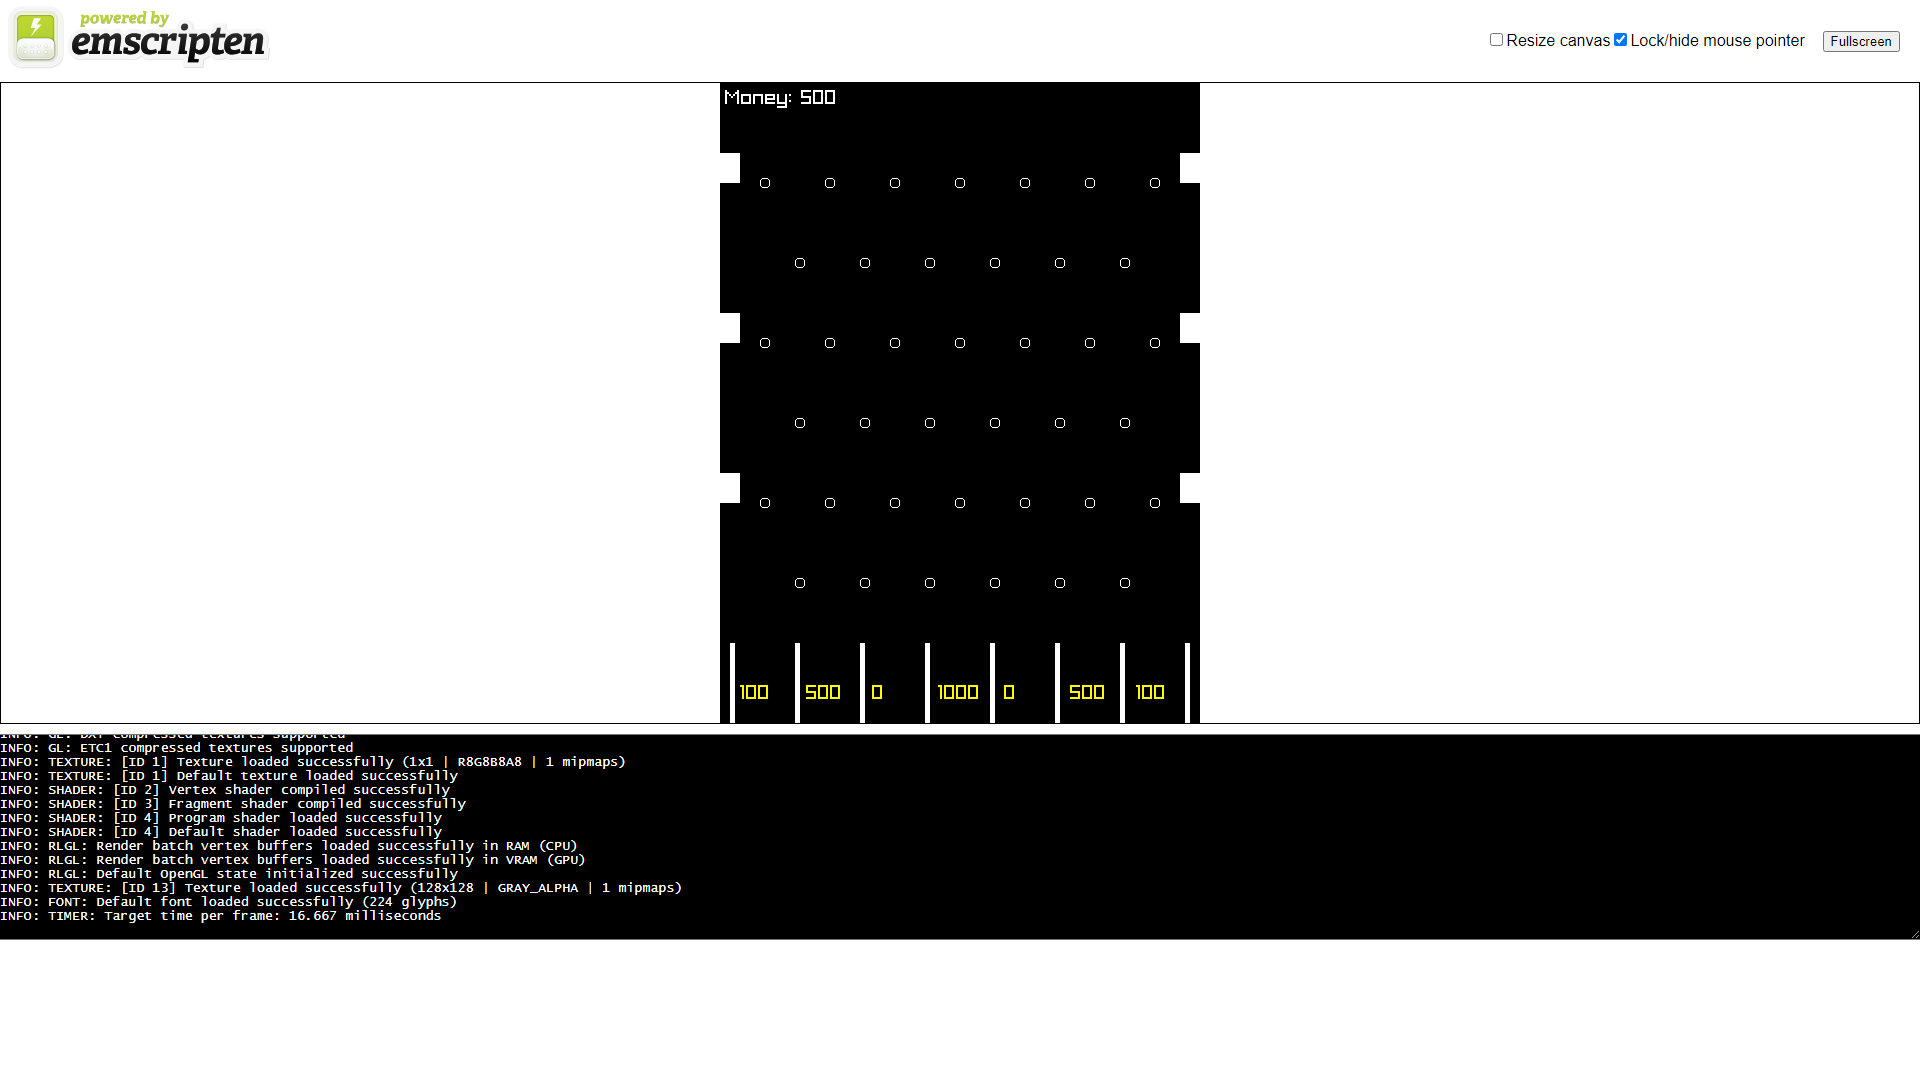 powered by
emscripten
Resize canvas Lock/hide mouse pointer Fullscreen
Money: 500
100 500 0 1000 0 500 100
INFO: GL: DXT compressed textures supported
INFO: GL: ETC1 compressed textures supported
INFO: TEXTURE: [ID 1] Texture loaded successfully (1x1 | R8G8B8A8 | 1 mipmaps)
INFO: TEXTURE: [ID 1] Default texture loaded successfully
INFO: SHADER: [ID 2] Vertex shader compiled successfully
INFO: SHADER: [ID 3] Fragment shader compiled successfully
INFO: SHADER: [ID 4] Program shader loaded successfully
INFO: SHADER: [ID 4] Default shader loaded successfully
INFO: RLGL: Render batch vertex buffers loaded successfully in RAM (CPU)
INFO: RLGL: Render batch vertex buffers loaded successfully in VRAM (GPU)
INFO: RLGL: Default OpenGL state initialized successfully
INFO: TEXTURE: [ID 13] Texture loaded successfully (128x128 | GRAY_ALPHA | 1 mipmaps)
INFO: FONT: Default font loaded successfully (224 glyphs)
INFO: TIMER: Target time per frame: 16.667 milliseconds